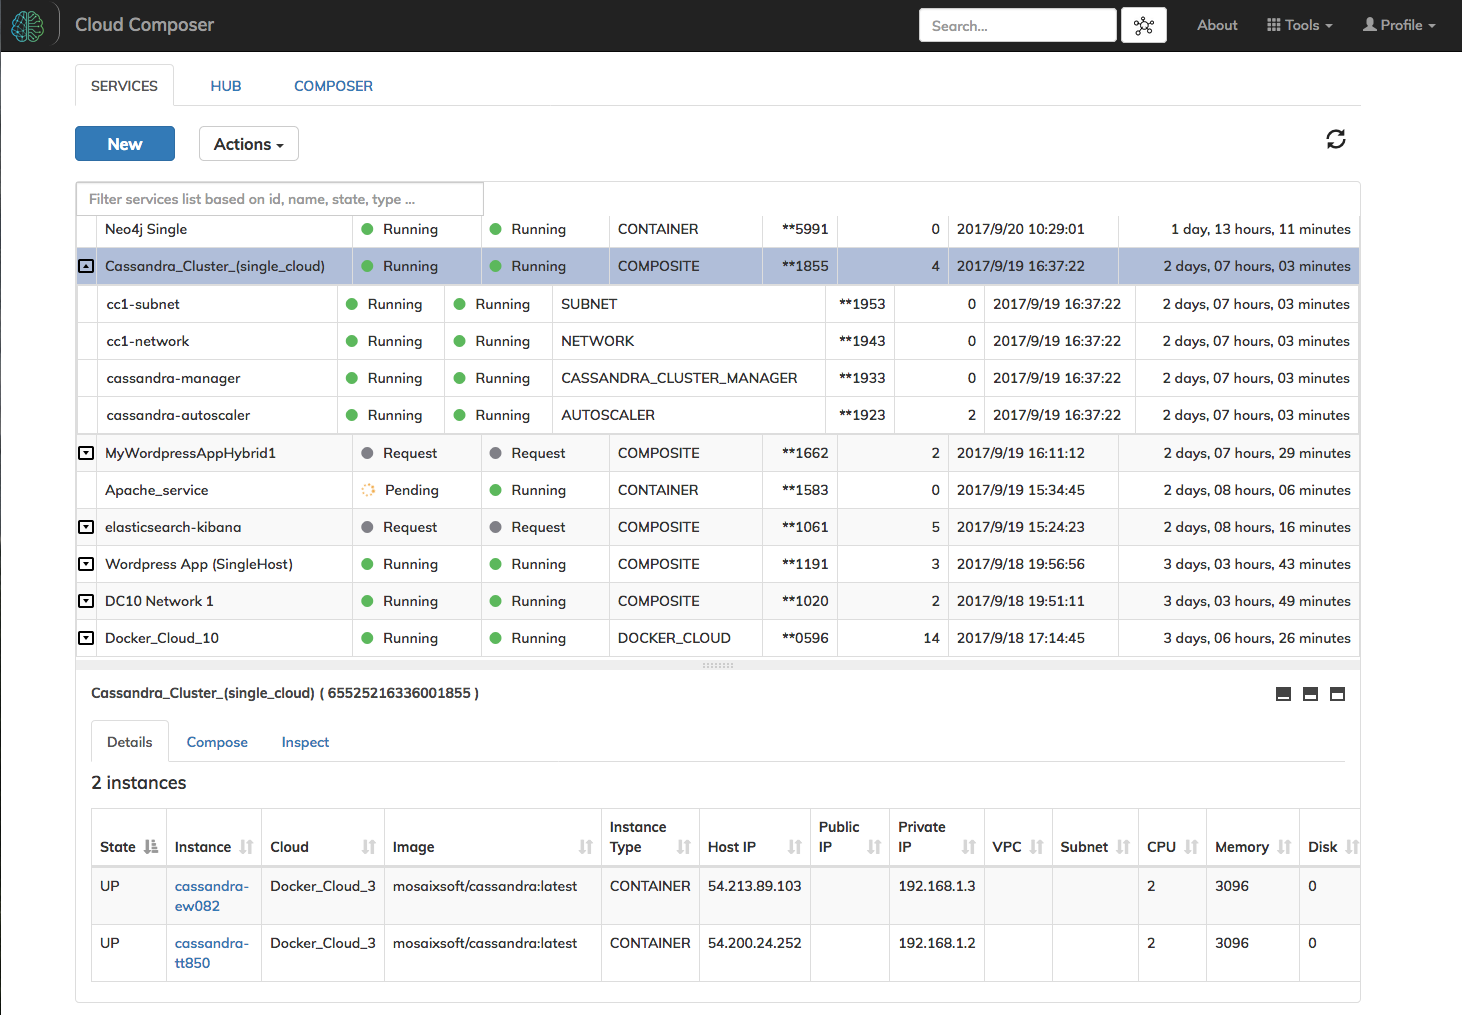 Cloud Composer
Search...
About
Tools
Profile
SERVICES
HUB
COMPOSER
New
Actions
Filter services list based on id, name, state, type ...
Neo4j Single Running Running CONTAINER **5991 0 2017/9/20 10:29:01 1 day, 13 hours, 11 minutes
Cassandra_Cluster_(single_cloud) Running Running COMPOSITE **1855 4 2017/9/19 16:37:22 2 days, 07 hours, 03 minutes
cc1-subnet Running Running SUBNET **1953 0 2017/9/19 16:37:22 2 days, 07 hours, 03 minutes
cc1-network Running Running NETWORK **1943 0 2017/9/19 16:37:22 2 days, 07 hours, 03 minutes
cassandra-manager Running Running CASSANDRA_CLUSTER_MANAGER **1933 0 2017/9/19 16:37:22 2 days, 07 hours, 03 minutes
cassandra-autoscaler Running Running AUTOSCALER **1923 2 2017/9/19 16:37:22 2 days, 07 hours, 03 minutes
MyWordpressAppHybrid1 Request Request COMPOSITE **1662 2 2017/9/19 16:11:12 2 days, 07 hours, 29 minutes
Apache_service Pending Running CONTAINER **1583 0 2017/9/19 15:34:45 2 days, 08 hours, 06 minutes
elasticsearch-kibana Request Request COMPOSITE **1061 5 2017/9/19 15:24:23 2 days, 08 hours, 16 minutes
Wordpress App (SingleHost) Running Running COMPOSITE **1191 3 2017/9/18 19:56:56 3 days, 03 hours, 43 minutes
DC10 Network 1 Running Running COMPOSITE **1020 2 2017/9/18 19:51:11 3 days, 03 hours, 49 minutes
Docker_Cloud_10 Running Running DOCKER_CLOUD **0596 14 2017/9/18 17:14:45 3 days, 06 hours, 26 minutes
Cassandra_Cluster_(single_cloud) ( 65525216336001855 )
Details
Compose
Inspect
2 instances
State Instance Cloud Image Instance Type Host IP Public IP Private IP VPC Subnet CPU Memory Disk
UP cassandra-ew082 Docker_Cloud_3 mosaixsoft/cassandra:latest CONTAINER 54.213.89.103 192.168.1.3 2 3096 0
UP cassandra-tt850 Docker_Cloud_3 mosaixsoft/cassandra:latest CONTAINER 54.200.24.252 192.168.1.2 2 3096 0